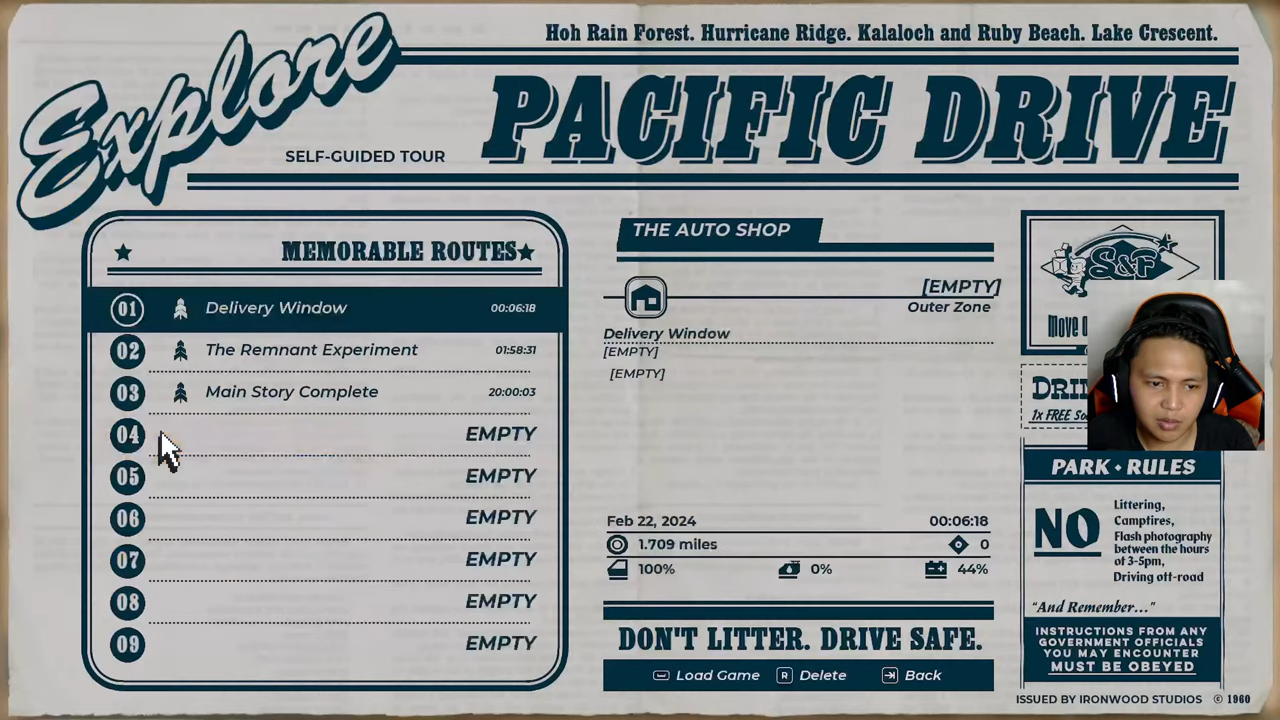 Explore
Hoh Rain Forest. Hurricane Ridge. Kalaloch and Ruby Beach. Lake Crescent.
PACIFIC DRIVE
SELF-GUIDED TOUR
MEMORABLE ROUTES
01 Delivery Window 00:06:18
02 The Remnant Experiment 01:58:31
03 Main Story Complete 20:00:03
04 EMPTY
05 EMPTY
06 EMPTY
07 EMPTY
08 EMPTY
09 EMPTY
THE AUTO SHOP
[EMPTY]
Outer Zone
Delivery Window
[EMPTY]
[EMPTY]
Feb 22, 2024 00:06:18
1.709 miles 0
100% 0% 44%
DON'T LITTER. DRIVE SAFE.
Load Game R Delete Back
S&F
Move
1x FREE
PARK • RULES
NO
Littering,
Campfires,
Flash photography
between the hours
of 3-5pm,
Driving off-road
"And Remember..."
INSTRUCTIONS FROM ANY
GOVERNMENT OFFICIALS
YOU MAY ENCOUNTER
MUST BE OBEYED
ISSUED BY IRONWOOD STUDIOS © 1960